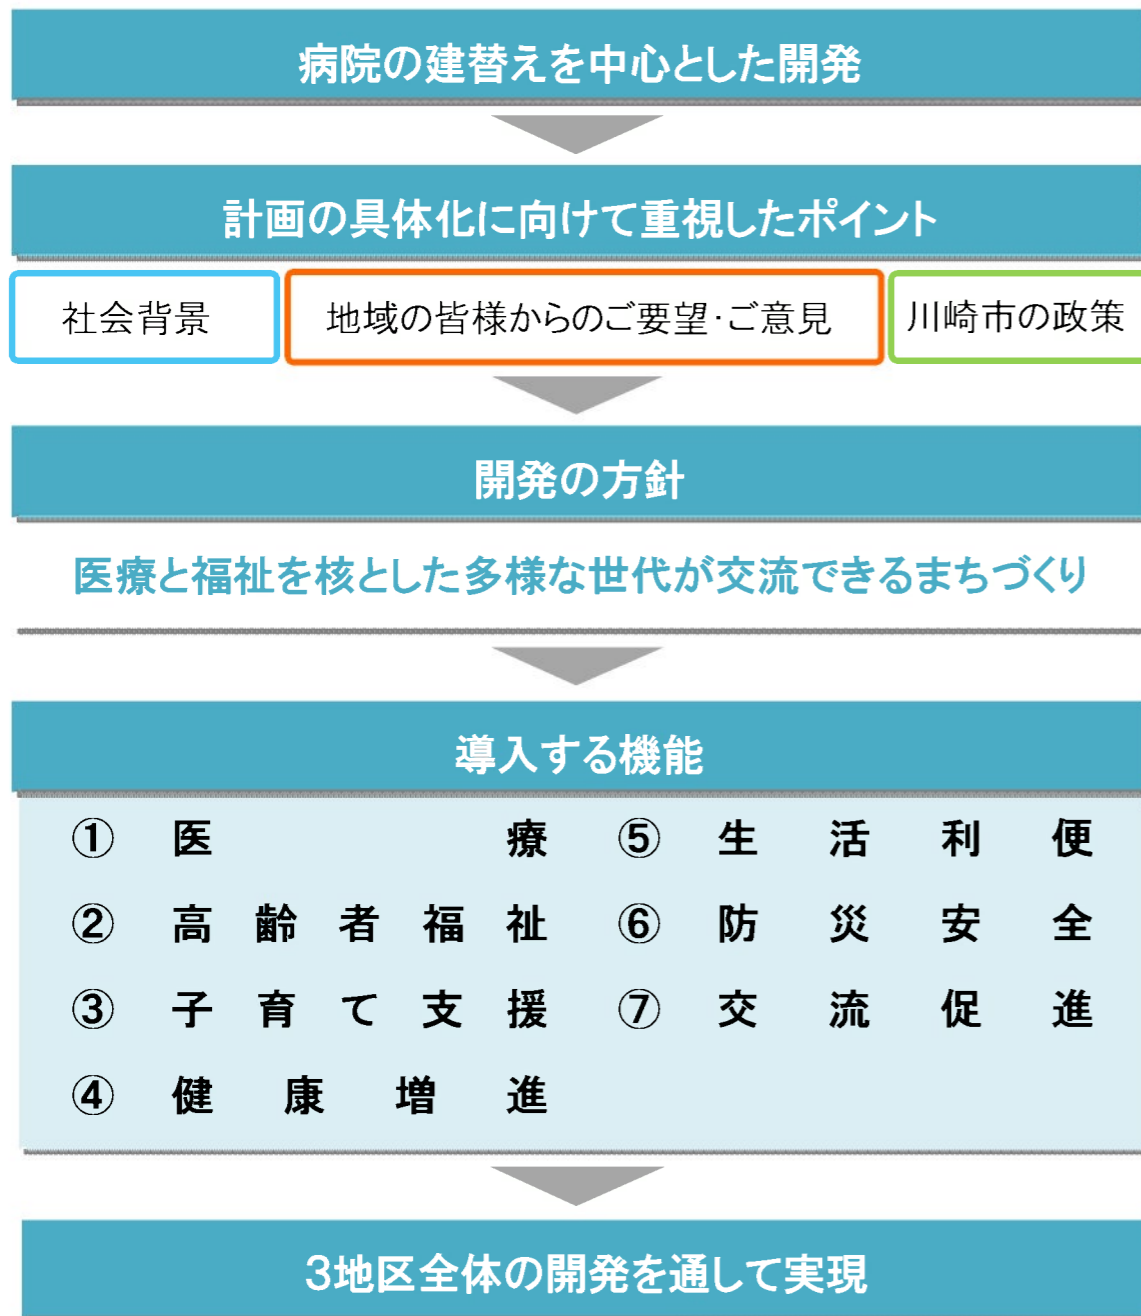 病院の建替えを中心とした開発
計画の具体化に向けて重視したポイント
社会背景
地域の皆様からのご要望・ご意見
川崎市の政策
開発の方針
医療と福祉を核とした多様な世代が交流できるまちづくり
導入する機能
① 医療
② 高齢者福祉
③ 子育て支援
④ 健康増進
⑤ 生活利便
⑥ 防災安全
⑦ 交流促進
3地区全体の開発を通して実現